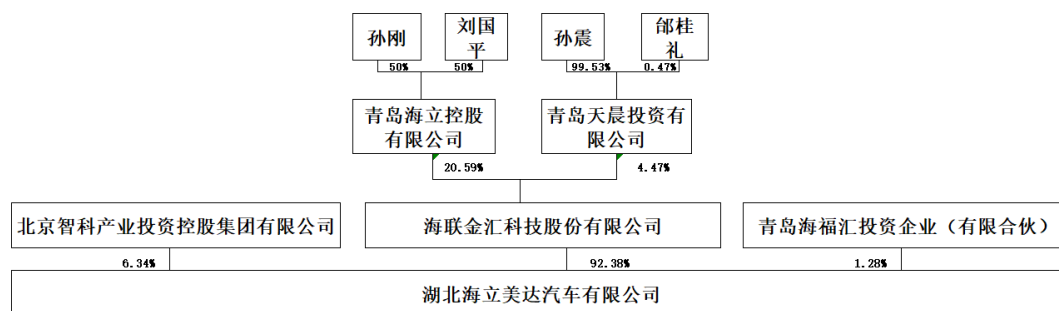 孙刚
刘国
平
孙震
邰桂
礼
50%
50%
99.53%
0.47%
青岛海立控股
有限公司
青岛天晨投资有
限公司
20.59%
4.47%
北京智科产业投资控股集团有限公司
海联金汇科技股份有限公司
青岛海福汇投资企业（有限合伙）
6.34%
92.38%
1.28%
湖北海立美达汽车有限公司